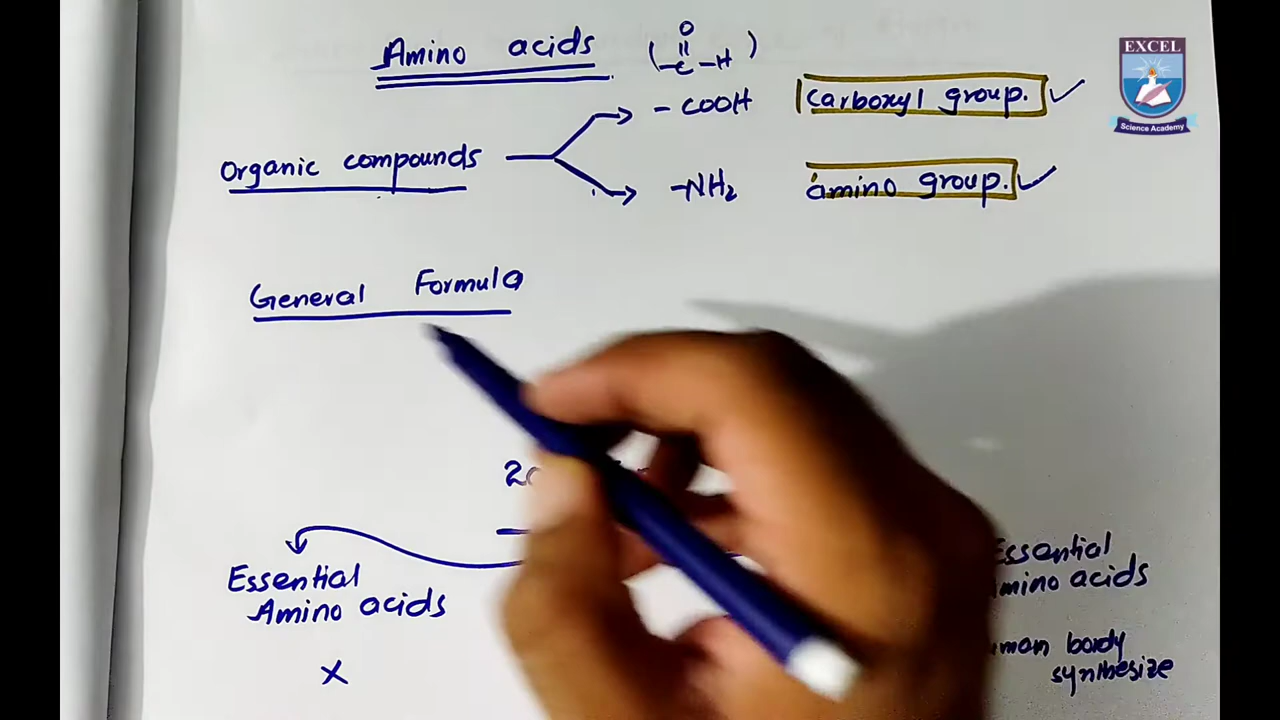 Amino acids ( O
-C-H )
Organic compounds
-COOH carboxyl group.
-NH2 amino group.
General Formula
Essential
Amino acids
X
Essential
Amino acids
body
synthesize
EXCEL
Science Academy